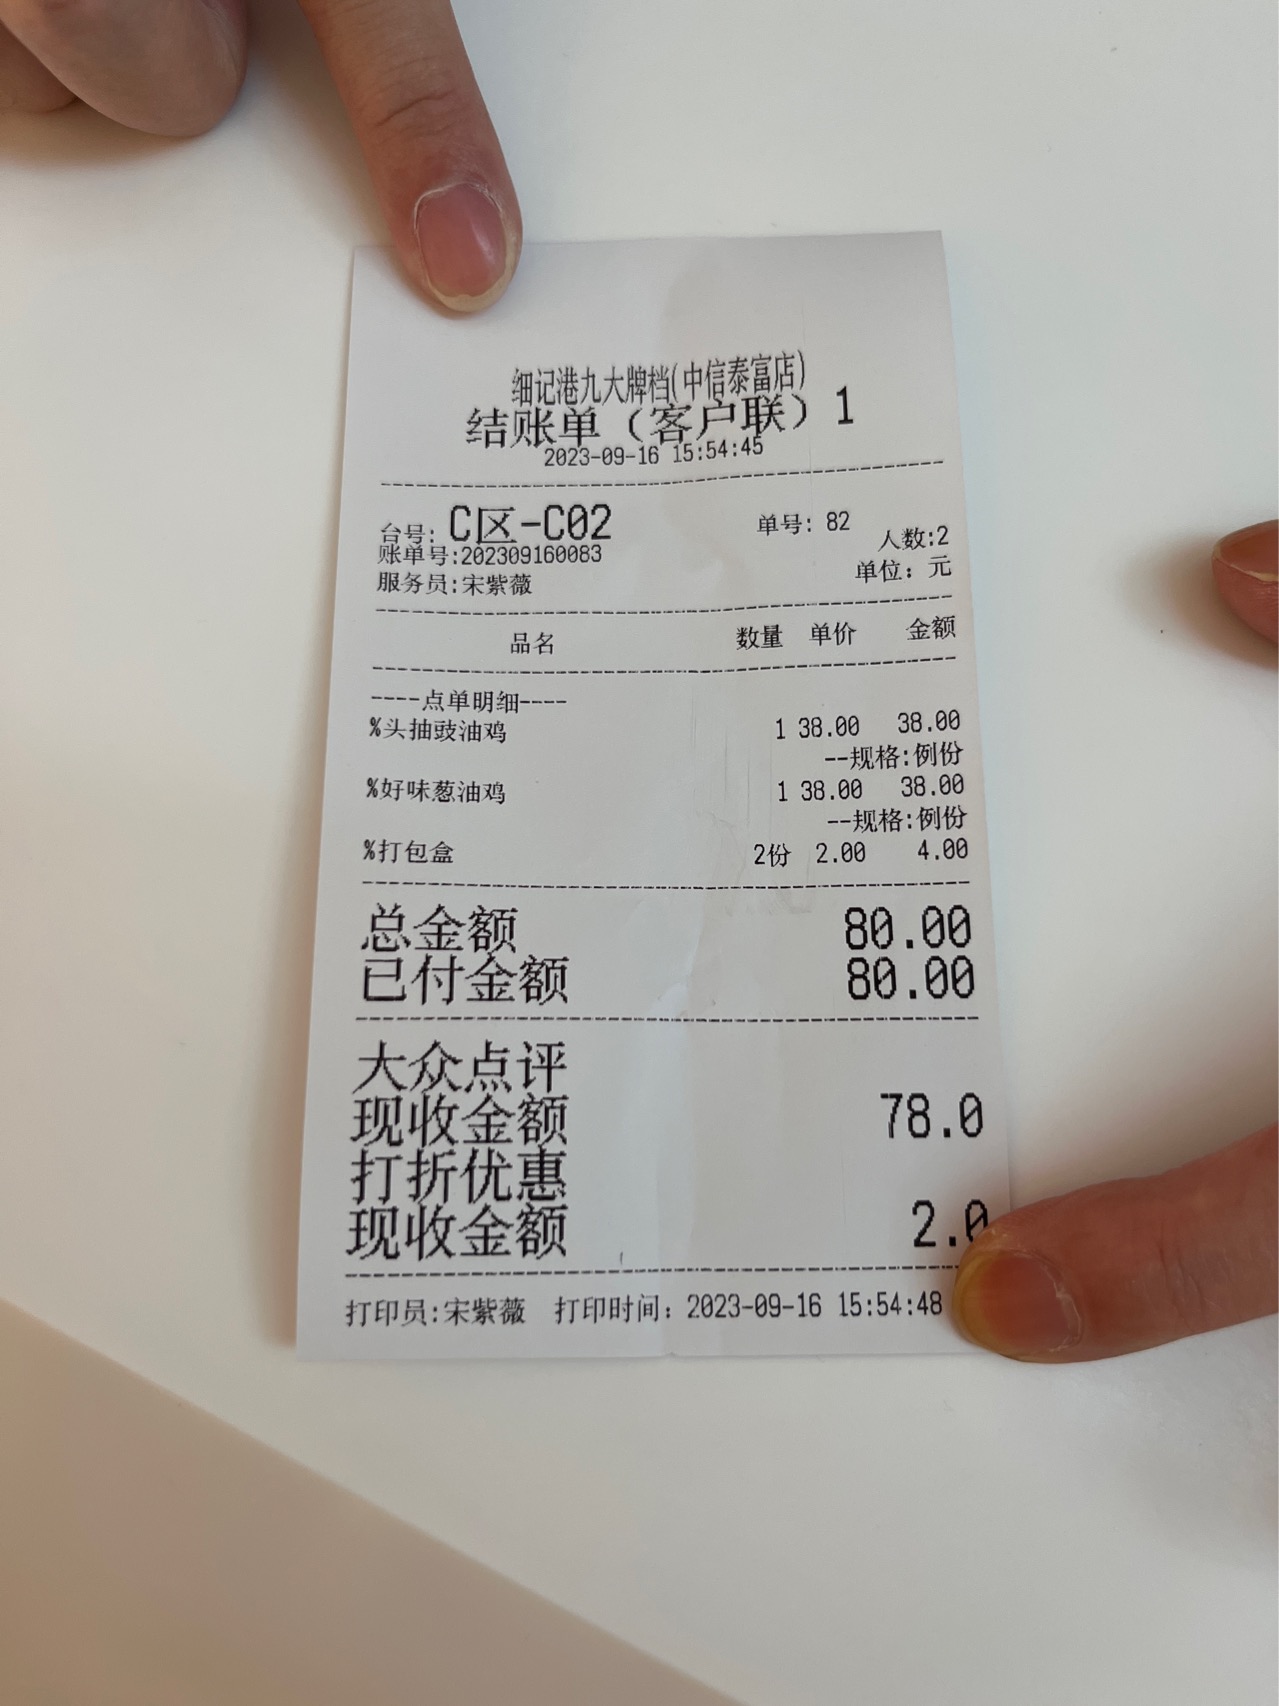 细记港九大牌档(中信泰富店)
结账单（客户联）1
2023-09-16 15:54:45
台号: C区-C02 单号: 82
账单号:202309160083 人数:2
服务员:宋紫薇 单位: 元
品名 数量 单价 金额
----点单明细----
%头抽豉油鸡 1 38.00 38.00
--规格:例份
%好味葱油鸡 1 38.00 38.00
--规格:例份
%打包盒 2份 2.00 4.00
总金额 80.00
已付金额 80.00
大众点评
现收金额 78.0
打折优惠
现收金额 2.0
打印员:宋紫薇 打印时间: 2023-09-16 15:54:48